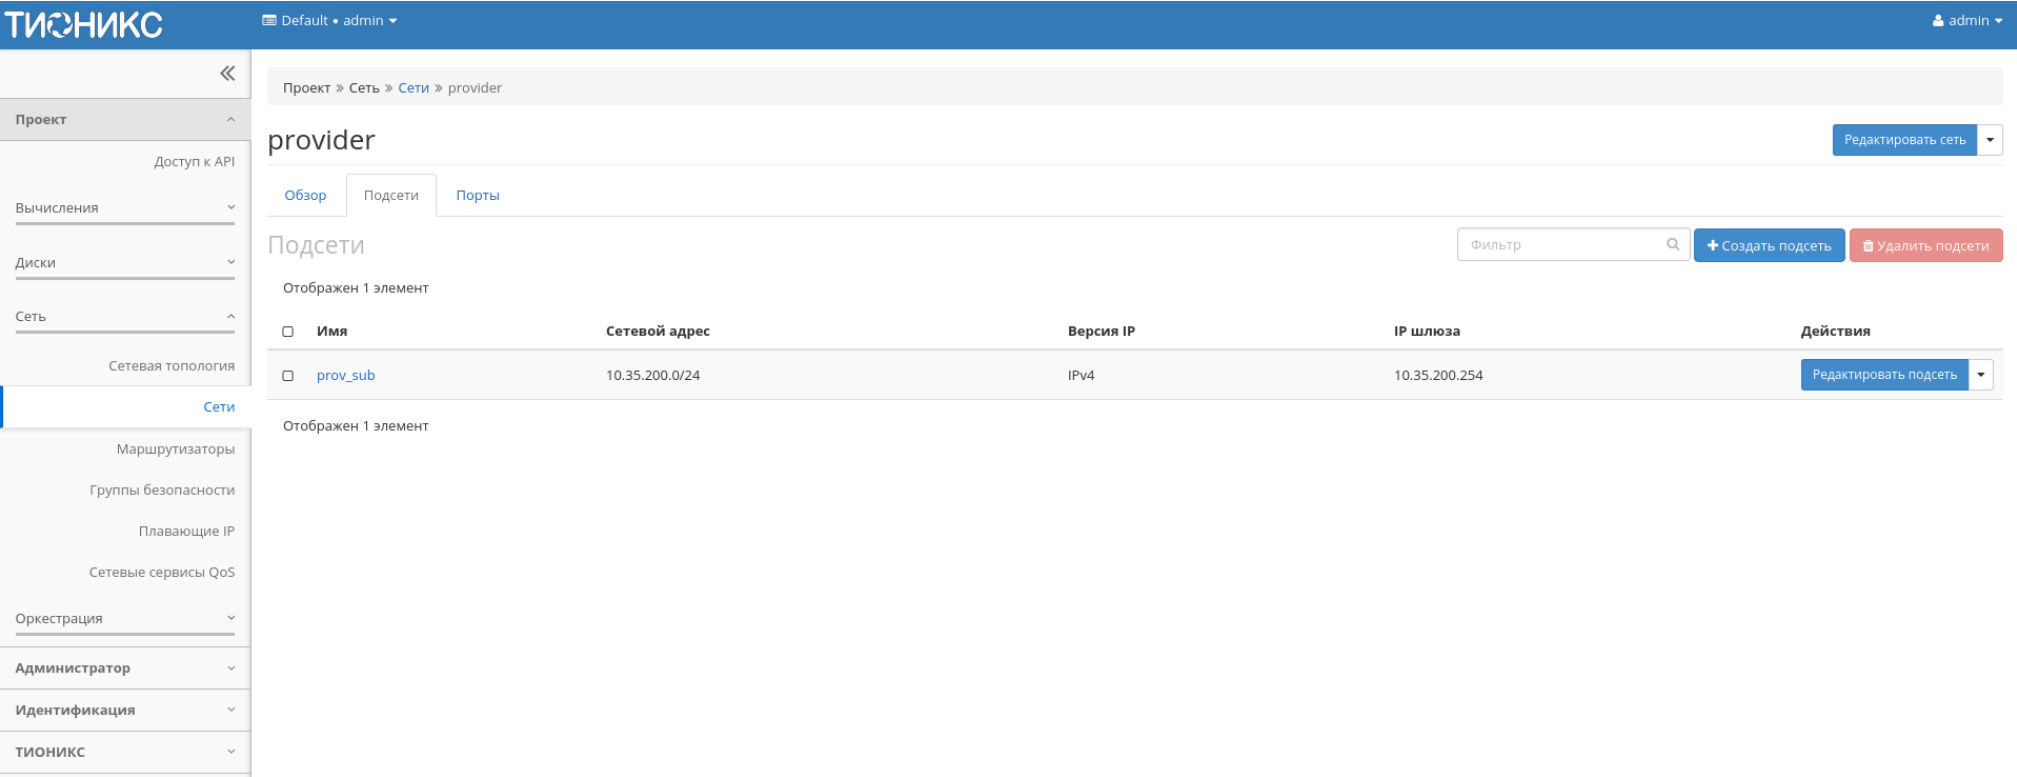 ТИОНИКС
Default • admin
admin
Проект
Доступ к API
Вычисления
Диски
Сеть
Сетевая топология
Сети
Маршрутизаторы
Группы безопасности
Плавающие IP
Сетевые сервисы QoS
Оркестрация
Администратор
Идентификация
ТИОНИКС
Проект » Сеть » Сети » provider
provider
Редактировать сеть
Обзор Подсети Порты
Подсети
Фильтр
Создать подсеть
Удалить подсети
Отображен 1 элемент
Имя Сетевой адрес Версия IP IP шлюза Действия
prov_sub 10.35.200.0/24 IPv4 10.35.200.254 Редактировать подсеть
Отображен 1 элемент